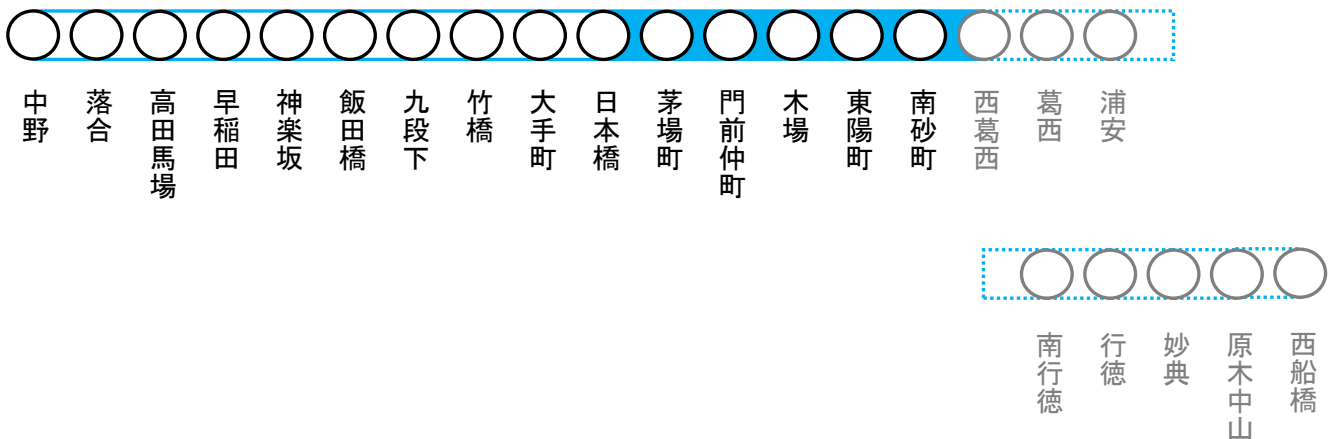 中野
落合
高田馬場
早稲田
神楽坂
飯田橋
九段下
竹橋
大手町
日本橋
茅場町
門前仲町
木場
東陽町
南砂町
西葛西
葛西
浦安
南行徳
行徳
妙典
原木中山
西船橋